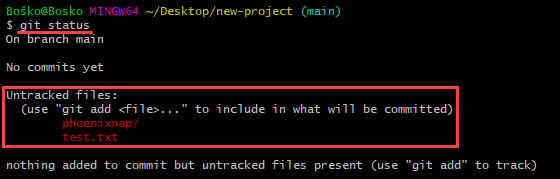 Boško@Bosko MINGW64 ~/Desktop/new-project (main)
$ git status
On branch main
No commits yet
Untracked files:
(use "git add <file>..." to include in what will be committed)
phoenixnap/
test.txt
nothing added to commit but untracked files present (use "git add" to track)